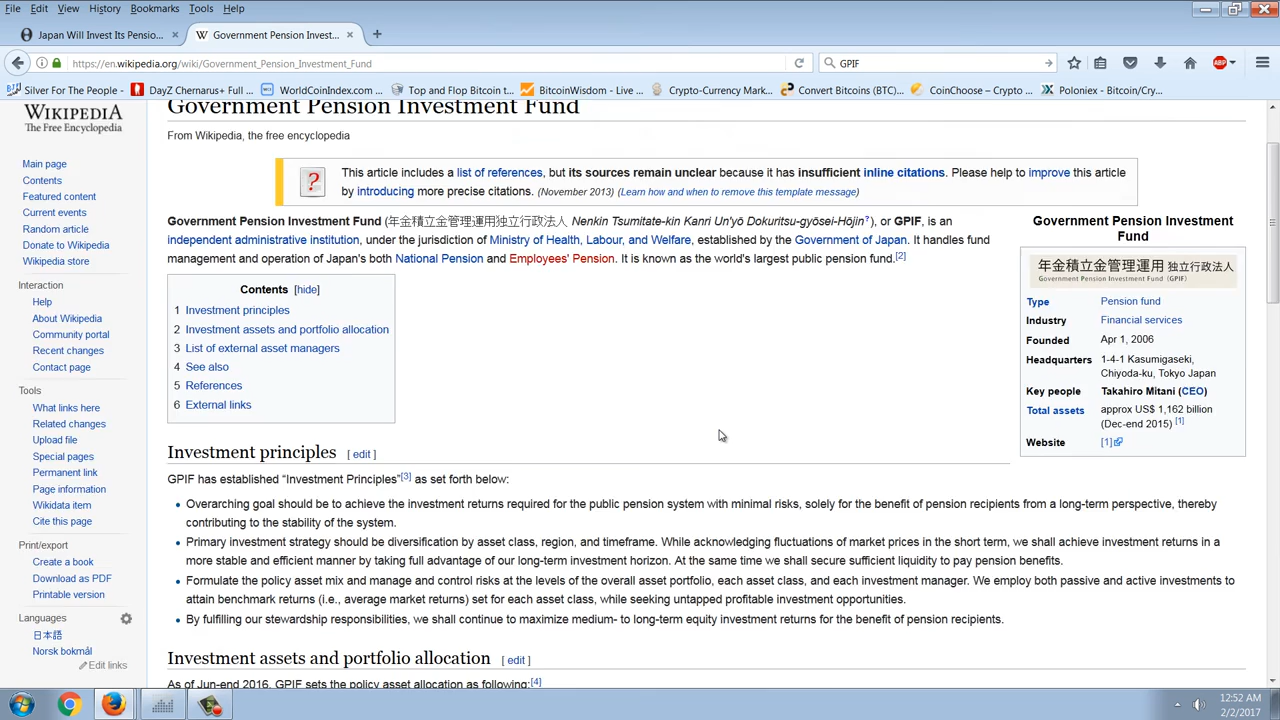 File Edit View History Bookmarks Tools Help
Japan Will Invest Its Pensio... × Government Pension Invest... × +
https://en.wikipedia.org/wiki/Government_Pension_Investment_Fund GPIF ABP
Silver For The People - DayZ Chernarus+ Full ... WorldCoinIndex.com ... Top and Flop Bitcoin t... BitcoinWisdom - Live ... Crypto-Currency Mark... Convert Bitcoins (BTC)... CoinChoose – Crypto ... Poloniex - Bitcoin/Cry...
WIKIPEDIA
The Free Encyclopedia
Main page
Contents
Featured content
Current events
Random article
Donate to Wikipedia
Wikipedia store
Interaction
Help
About Wikipedia
Community portal
Recent changes
Contact page
Tools
What links here
Related changes
Upload file
Special pages
Permanent link
Page information
Wikidata item
Cite this page
Print/export
Create a book
Download as PDF
Printable version
Languages
日本語
Norsk bokmål
Edit links
Government Pension Investment Fund
From Wikipedia, the free encyclopedia
This article includes a list of references, but its sources remain unclear because it has insufficient inline citations. Please help to improve this article
by introducing more precise citations. (November 2013) (Learn how and when to remove this template message)
Government Pension Investment Fund (年金積立金管理運用独立行政法人 Nenkin Tsumitate-kin Kanri Un'yō Dokuritsu-gyōsei-Hōjin?), or GPIF, is an
independent administrative institution, under the jurisdiction of Ministry of Health, Labour, and Welfare, established by the Government of Japan. It handles fund
management and operation of Japan's both National Pension and Employees' Pension. It is known as the world's largest public pension fund.[2]
Contents [hide]
1 Investment principles
2 Investment assets and portfolio allocation
3 List of external asset managers
4 See also
5 References
6 External links
Government Pension Investment
Fund
年金積立金管理運用 独立行政法人
Government Pension Investment Fund (GPIF)
Type Pension fund
Industry Financial services
Founded Apr 1, 2006
Headquarters 1-4-1 Kasumigaseki,
Chiyoda-ku, Tokyo Japan
Key people Takahiro Mitani (CEO)
Total assets approx US$ 1,162 billion
(Dec-end 2015) [1]
Website [1]
Investment principles [ edit ]
GPIF has established “Investment Principles”[3] as set forth below:
• Overarching goal should be to achieve the investment returns required for the public pension system with minimal risks, solely for the benefit of pension recipients from a long-term perspective, thereby
contributing to the stability of the system.
• Primary investment strategy should be diversification by asset class, region, and timeframe. While acknowledging fluctuations of market prices in the short term, we shall achieve investment returns in a
more stable and efficient manner by taking full advantage of our long-term investment horizon. At the same time we shall secure sufficient liquidity to pay pension benefits.
• Formulate the policy asset mix and manage and control risks at the levels of the overall asset portfolio, each asset class, and each investment manager. We employ both passive and active investments to
attain benchmark returns (i.e., average market returns) set for each asset class, while seeking untapped profitable investment opportunities.
• By fulfilling our stewardship responsibilities, we shall continue to maximize medium- to long-term equity investment returns for the benefit of pension recipients.
Investment assets and portfolio allocation [ edit ]
As of Jun-end 2016, GPIF sets the policy asset allocation as following:[4]
12:52 AM
2/2/2017